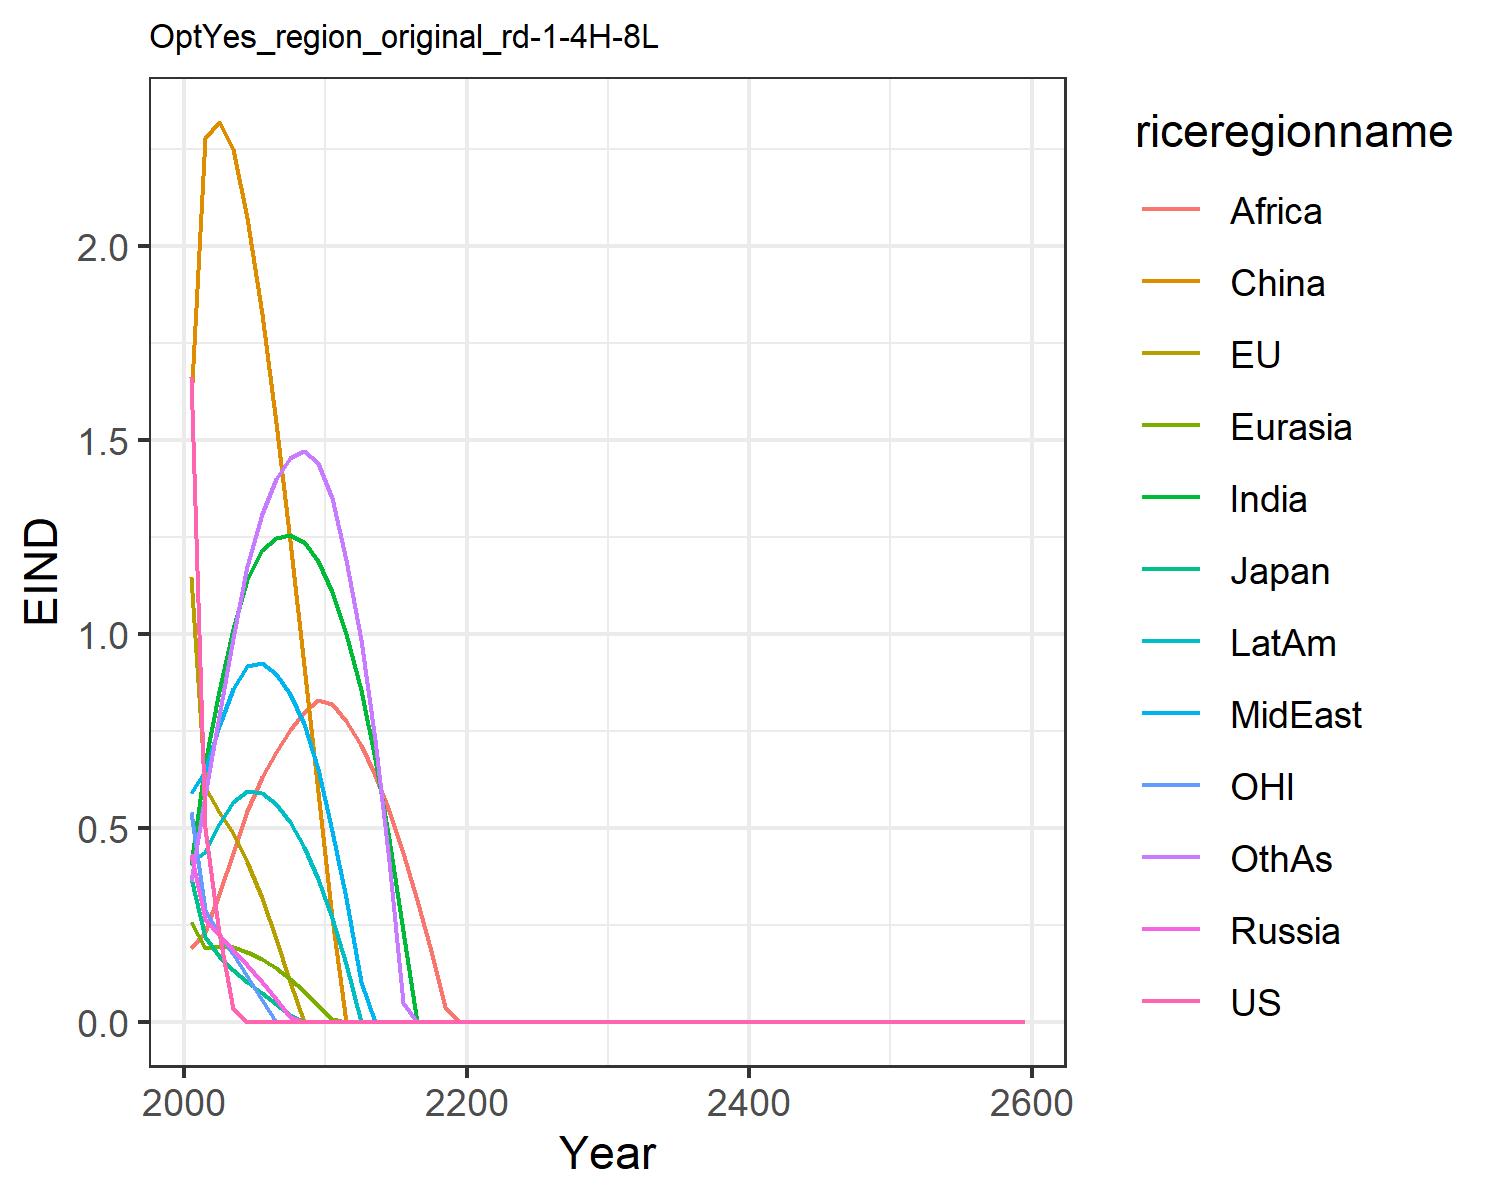 OptYes_region_original_rd-1-4H-8L
EIND
2.0
1.5
1.0
0.5
0.0
2000 2200 2400 2600
Year
riceregionname
Africa
China
EU
Eurasia
India
Japan
LatAm
MidEast
OHI
OthAs
Russia
US